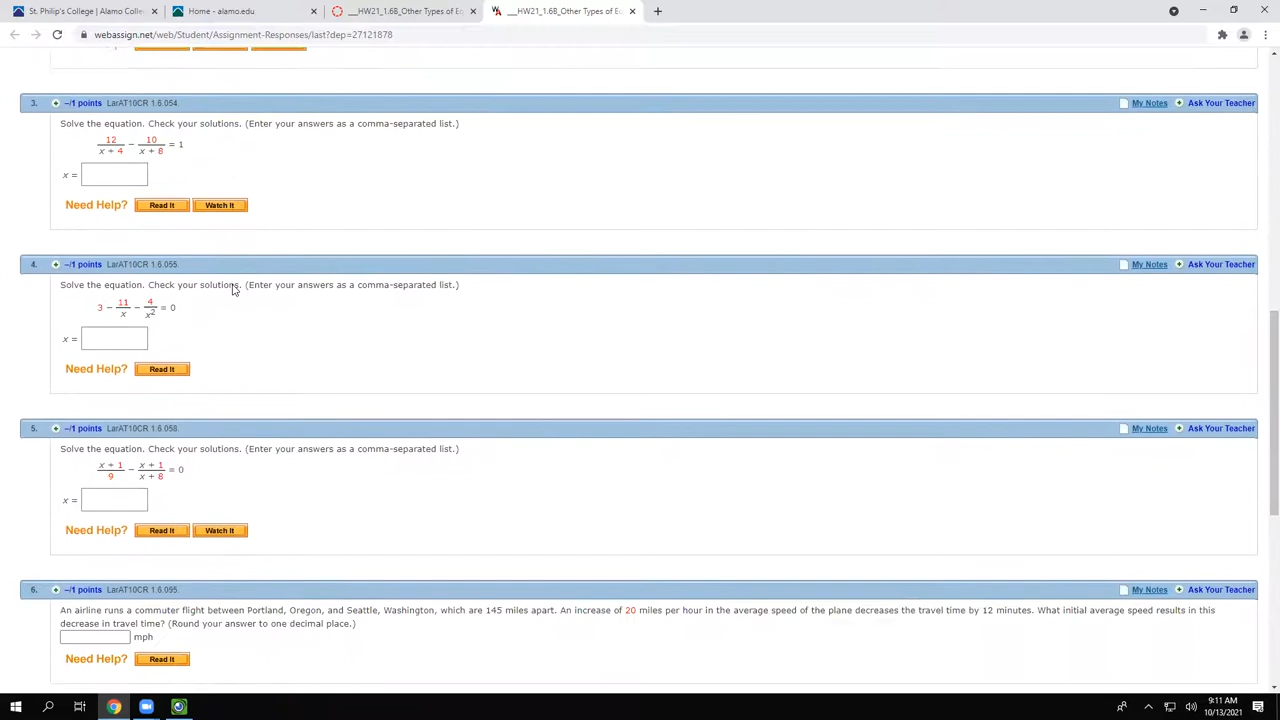 St. Philip's College | Alamo Colle
Home - alamo.edu
__HW21_1.6B_Other Types of Equ
__HW21_1.6B_Other Types of Ec
webassign.net/web/Student/Assignment-Responses/last?dep=27121878
3. –/1 points LarAT10CR 1.6.054.
My Notes
Ask Your Teacher
Solve the equation. Check your solutions. (Enter your answers as a comma-separated list.)
12/(x + 4) − 10/(x + 8) = 1
x =
Need Help? Read It Watch It
4. –/1 points LarAT10CR 1.6.055.
My Notes
Ask Your Teacher
Solve the equation. Check your solutions. (Enter your answers as a comma-separated list.)
3 − 11/x − 4/x² = 0
x =
Need Help? Read It
5. –/1 points LarAT10CR 1.6.058.
My Notes
Ask Your Teacher
Solve the equation. Check your solutions. (Enter your answers as a comma-separated list.)
(x + 1)/9 − (x + 1)/(x + 8) = 0
x =
Need Help? Read It Watch It
6. –/1 points LarAT10CR 1.6.095.
My Notes
Ask Your Teacher
An airline runs a commuter flight between Portland, Oregon, and Seattle, Washington, which are 145 miles apart. An increase of 20 miles per hour in the average speed of the plane decreases the travel time by 12 minutes. What initial average speed results in this
decrease in travel time? (Round your answer to one decimal place.)
mph
Need Help? Read It
9:11 AM
10/13/2021